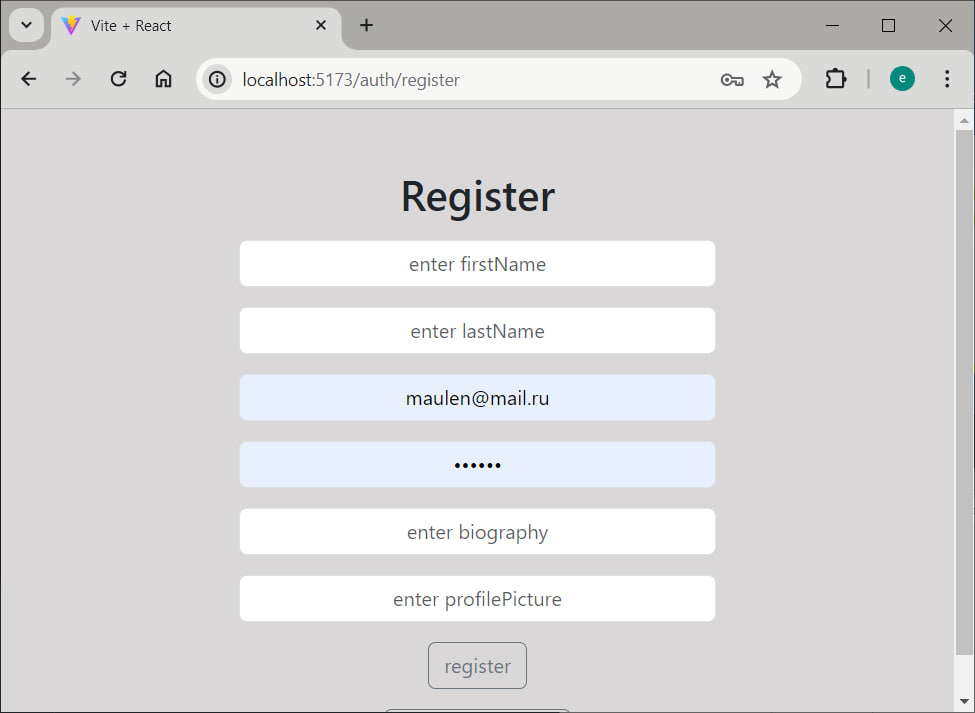 Vite + React
localhost:5173/auth/register
e
Register
enter firstName
enter lastName
maulen@mail.ru
••••••
enter biography
enter profilePicture
register